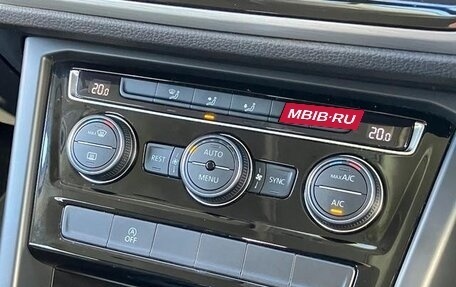 20.0
MBIB·RU
20.0
MAX
REST
AUTO
MENU
SYNC
MAX A/C
A/C
A
OFF